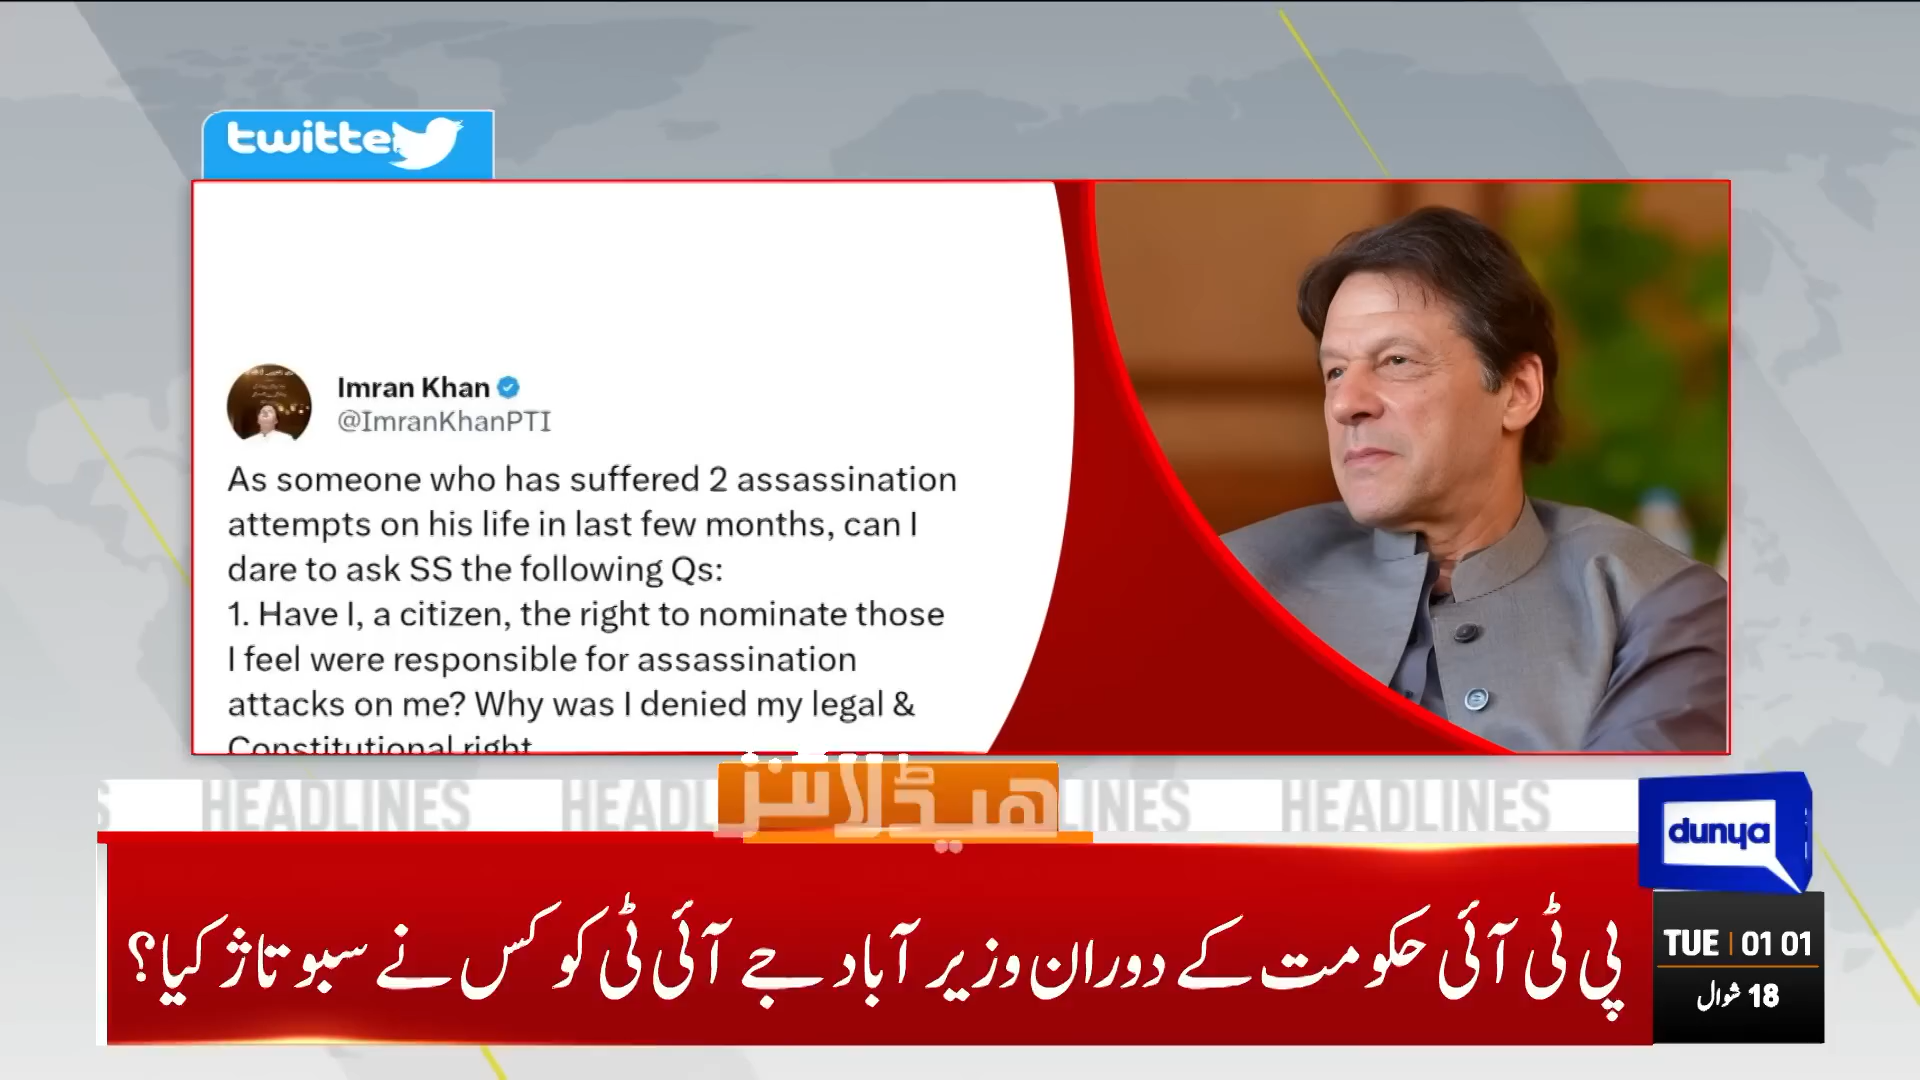 twitter
Imran Khan
@ImranKhanPTI
As someone who has suffered 2 assassination
attempts on his life in last few months, can I
dare to ask SS the following Qs:
1. Have I, a citizen, the right to nominate those
I feel were responsible for assassination
attacks on me? Why was I denied my legal &
Constitutional right
HEADLINES HEADLINES HEADLINES
ہیڈلائنز
dunya
پی ٹی آئی حکومت کے دوران وزیر آباد جے آئی ٹی کو کس نے سبوتاژ کیا؟
TUE 01 01
18 شوال